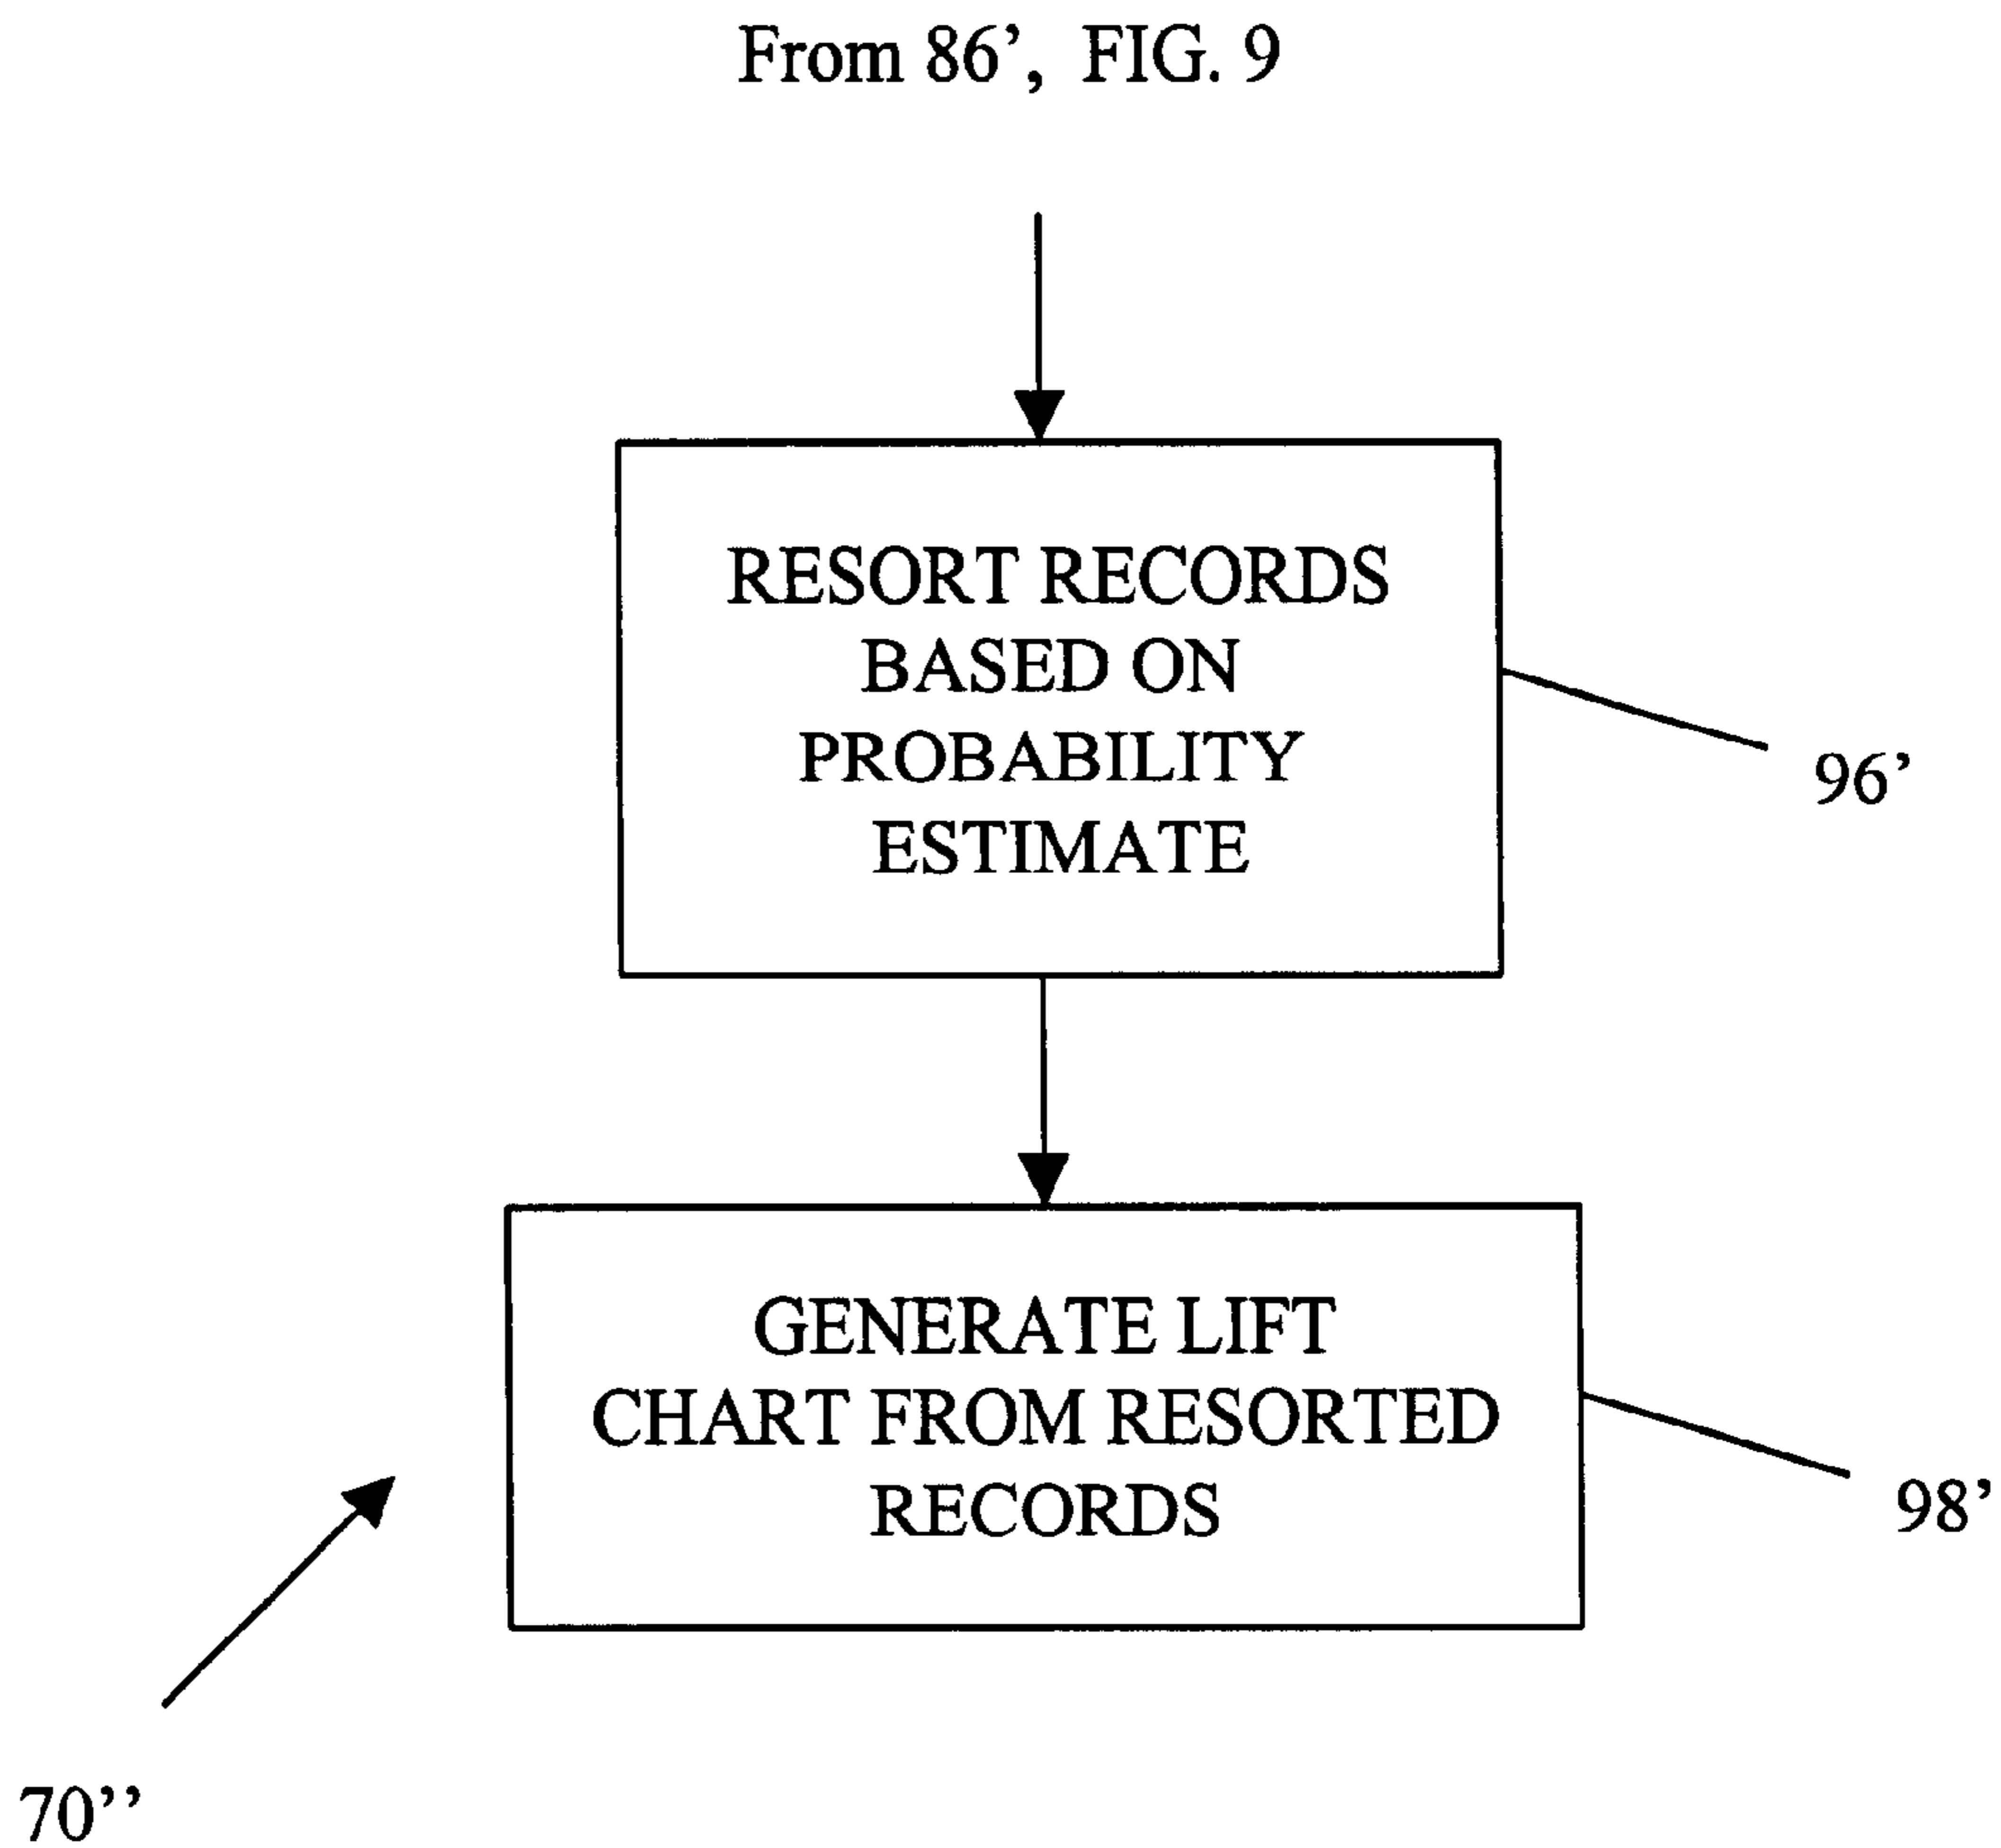 From 86’, FIG. 9
RESORT RECORDS
BASED ON
PROBABILITY
ESTIMATE
96’
GENERATE LIFT
CHART FROM RESORTED
RECORDS
98’
70’’